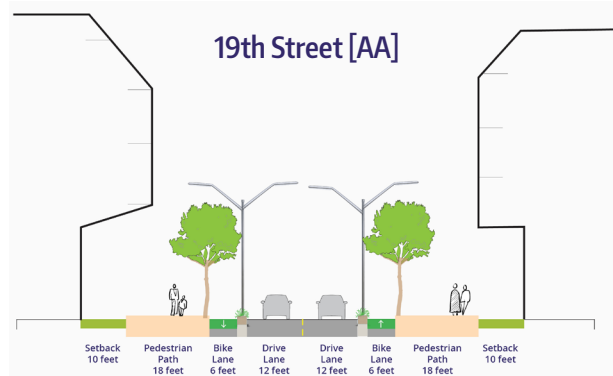 19th Street [AA]
Setback
10 feet
Pedestrian
Path
18 feet
Bike
Lane
6 feet
Drive
Lane
12 feet
Drive
Lane
12 feet
Bike
Lane
6 feet
Pedestrian
Path
18 feet
Setback
10 feet